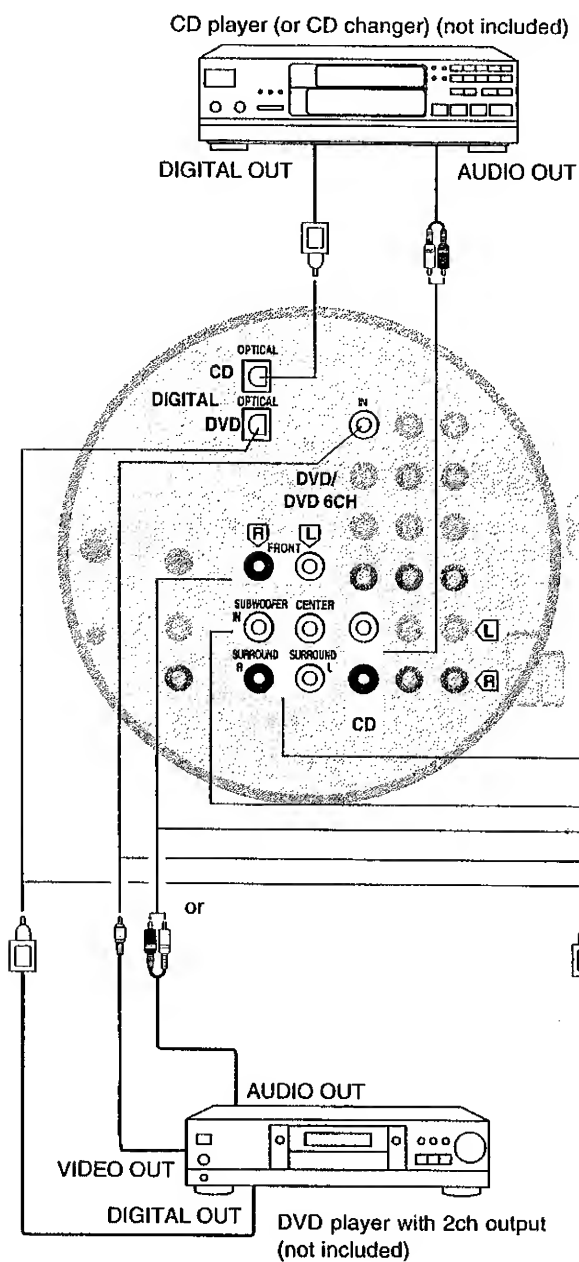 CD player (or CD changer) (not included)
DIGITAL OUT
AUDIO OUT
OPTICAL
CD
DIGITAL
OPTICAL
DVD
IN
DVD/
DVD 6CH
R
L
FRONT
SUBWOOFER
IN
CENTER
L
SURROUND
R
SURROUND
L
R
CD
or
AUDIO OUT
VIDEO OUT
DIGITAL OUT
DVD player with 2ch output
(not included)